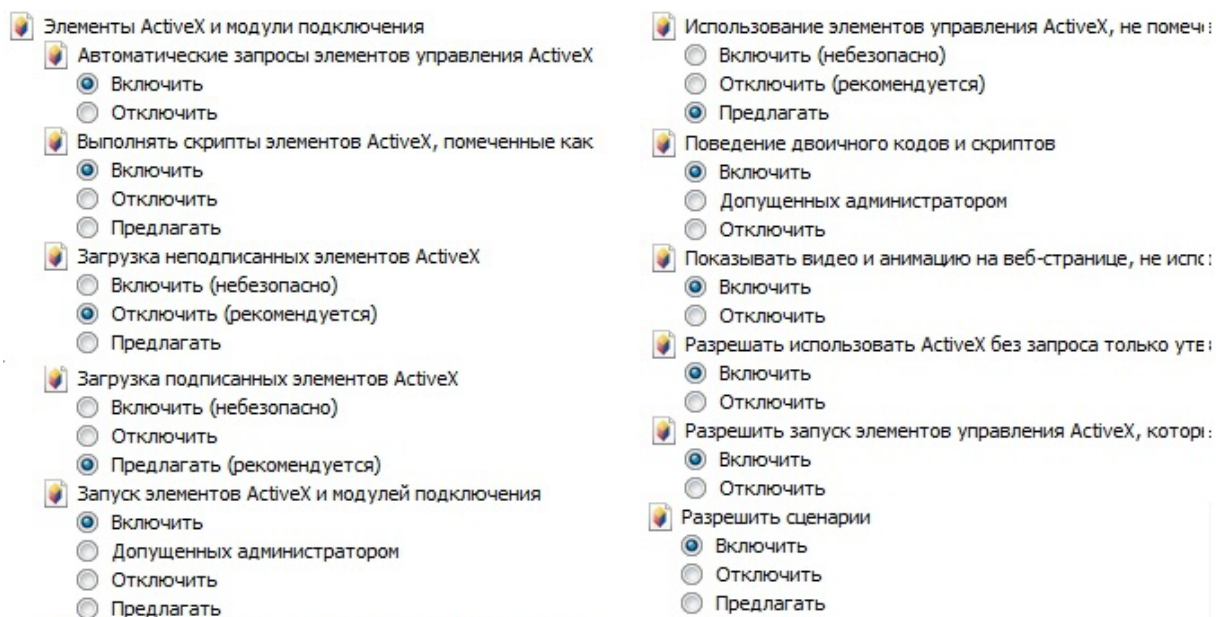 Элементы ActiveX и модули подключения
Автоматические запросы элементов управления ActiveX
Включить
Отключить
Выполнять скрипты элементов ActiveX, помеченные как
Включить
Отключить
Предлагать
Загрузка неподписанных элементов ActiveX
Включить (небезопасно)
Отключить (рекомендуется)
Предлагать
Загрузка подписанных элементов ActiveX
Включить (небезопасно)
Отключить
Предлагать (рекомендуется)
Запуск элементов ActiveX и модулей подключения
Включить
Допущенных администратором
Отключить
Предлагать
Использование элементов управления ActiveX, не
Включить (небезопасно)
Отключить (рекомендуется)
Предлагать
Поведение двоичного кодов и скриптов
Включить
Допущенных администратором
Отключить
Показывать видео и анимацию на веб-странице, не
Включить
Отключить
Разрешать использовать ActiveX без запроса только
Включить
Отключить
Разрешить запуск элементов управления ActiveX,
Включить
Отключить
Разрешить сценарии
Включить
Отключить
Предлагать